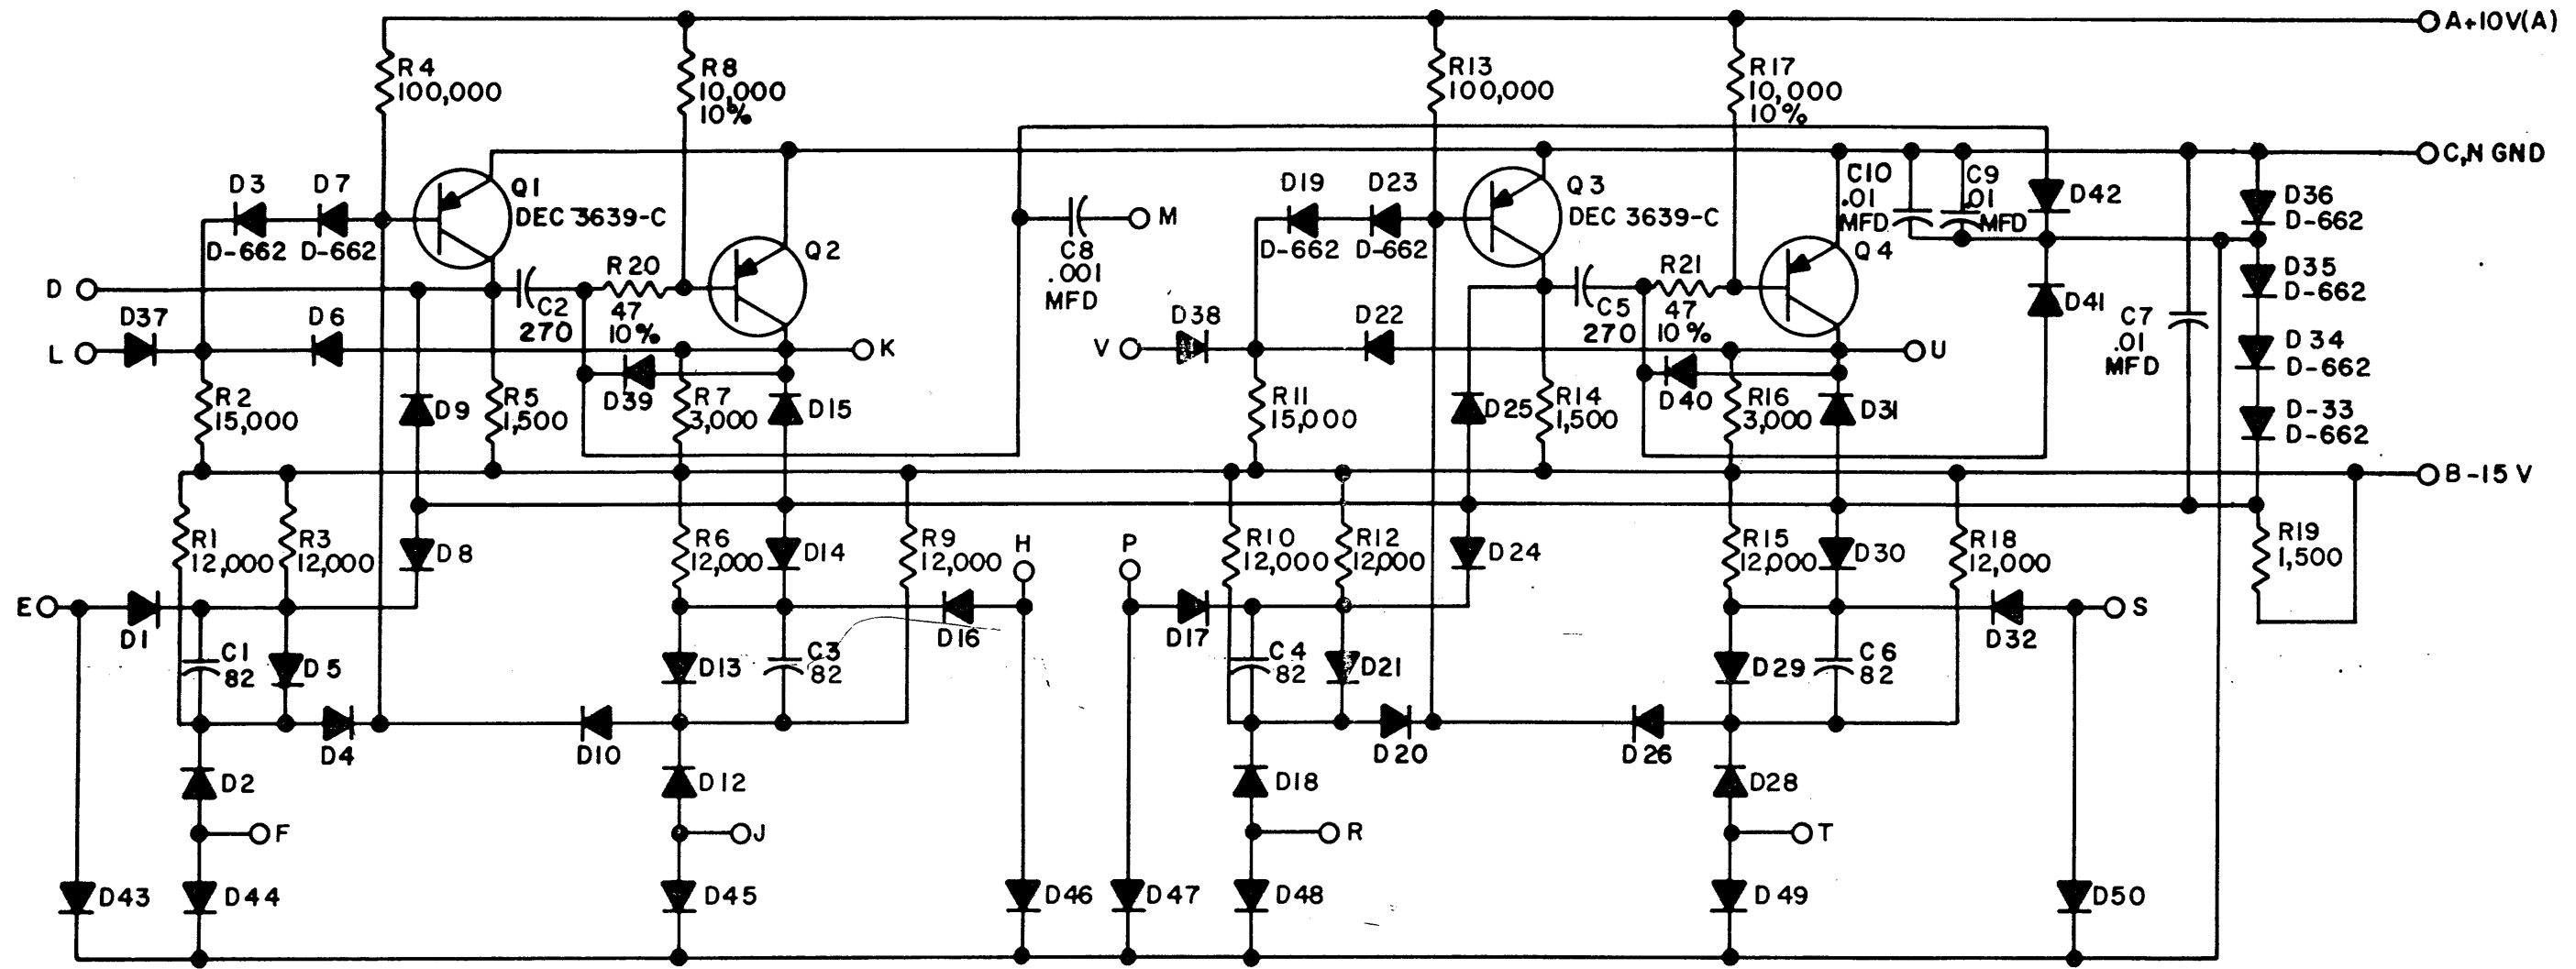 A+10V(A)
R4
100,000
R8
10,000
10%
R13
100,000
R17
10,000
10%
C,N GND
D3
D-662
D7
D-662
Q1
DEC 3639-C
Q2
C8
.001
MFD
M
D19
D-662
D23
D-662
Q3
DEC 3639-C
Q4
C10
.01
MFD
C9
.01
MFD
D42
D36
D-662
D35
D-662
D34
D-662
D-33
D-662
D41
C7
.01
MFD
D
D37
L
D6
C2
270
R20
47
10%
K
D39
R2
15,000
D9
R5
1,500
R7
3,000
D15
V
D38
D22
C5
270
R21
47
10%
U
D40
R11
15,000
D25
R14
1,500
R16
3,000
D31
B-15V
R1
12,000
R3
12,000
D8
R6
12,000
D14
R9
12,000
H
P
R10
12,000
R12
12,000
D24
R15
12,000
D30
R18
12,000
R19
1,500
E
D1
C1
82
D5
D13
C3
82
D16
D17
C4
82
D21
D29
C6
82
D32
S
D4
D10
D20
D26
D2
D12
D18
D28
F
J
R
T
D43
D44
D45
D46
D47
D48
D49
D50